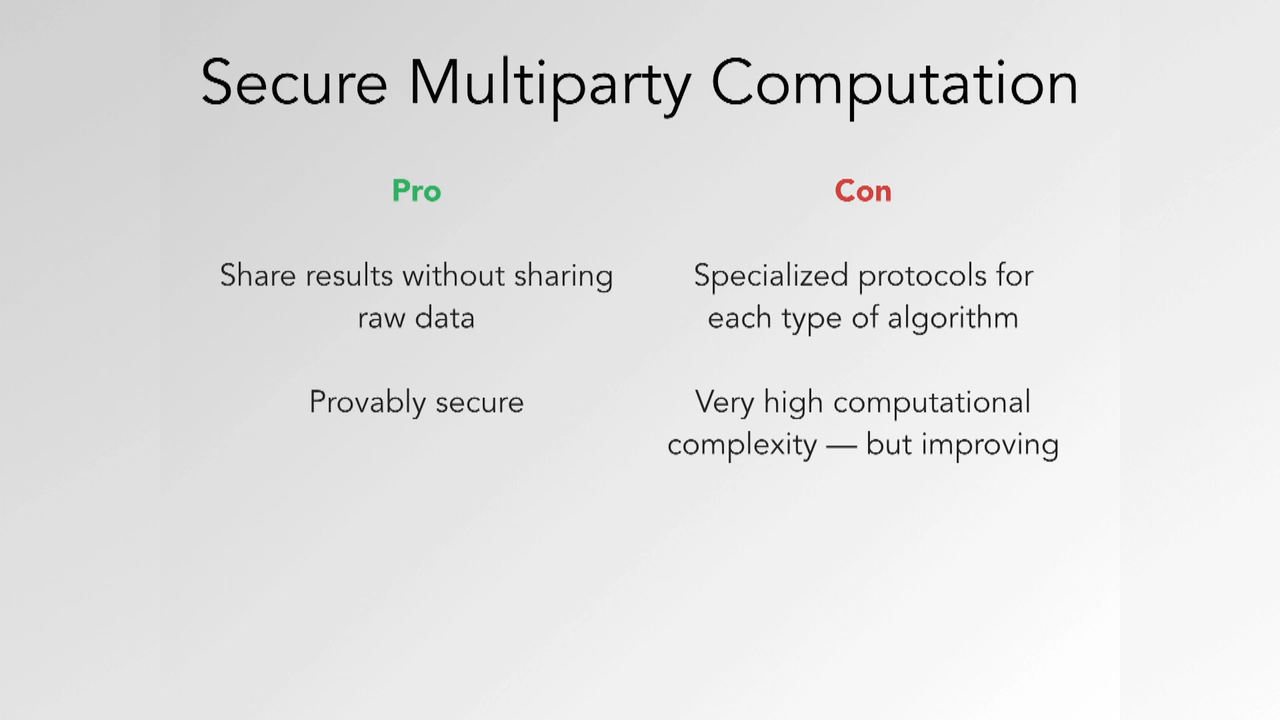 Secure Multiparty Computation
Pro
Share results without sharing
raw data
Provably secure
Con
Specialized protocols for
each type of algorithm
Very high computational
complexity — but improving